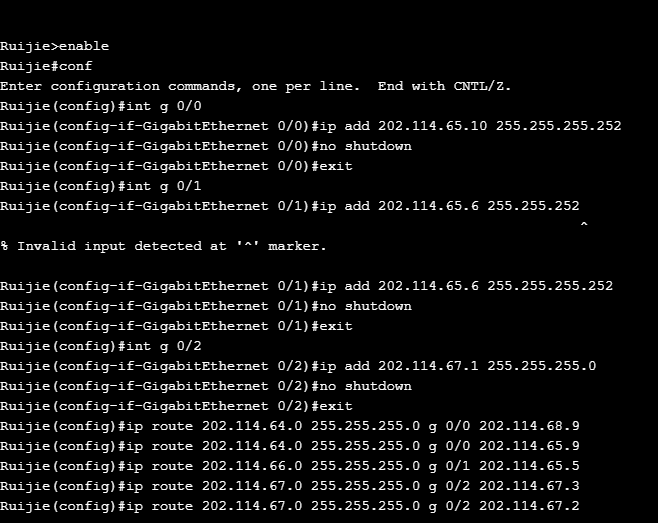 Ruijie>enable
Ruijie#conf
Enter configuration commands, one per line.  End with CNTL/Z.
Ruijie(config)#int g 0/0
Ruijie(config-if-GigabitEthernet 0/0)#ip add 202.114.65.10 255.255.255.252
Ruijie(config-if-GigabitEthernet 0/0)#no shutdown
Ruijie(config-if-GigabitEthernet 0/0)#exit
Ruijie(config)#int g 0/1
Ruijie(config-if-GigabitEthernet 0/1)#ip add 202.114.65.6 255.255.252
^
% Invalid input detected at '^' marker.
Ruijie(config-if-GigabitEthernet 0/1)#ip add 202.114.65.6 255.255.255.252
Ruijie(config-if-GigabitEthernet 0/1)#no shutdown
Ruijie(config-if-GigabitEthernet 0/1)#exit
Ruijie(config)#int g 0/2
Ruijie(config-if-GigabitEthernet 0/2)#ip add 202.114.67.1 255.255.255.0
Ruijie(config-if-GigabitEthernet 0/2)#no shutdown
Ruijie(config-if-GigabitEthernet 0/2)#exit
Ruijie(config)#ip route 202.114.64.0 255.255.255.0 g 0/0 202.114.68.9
Ruijie(config)#ip route 202.114.64.0 255.255.255.0 g 0/0 202.114.65.9
Ruijie(config)#ip route 202.114.66.0 255.255.255.0 g 0/1 202.114.65.5
Ruijie(config)#ip route 202.114.67.0 255.255.255.0 g 0/2 202.114.67.3
Ruijie(config)#ip route 202.114.67.0 255.255.255.0 g 0/2 202.114.67.2